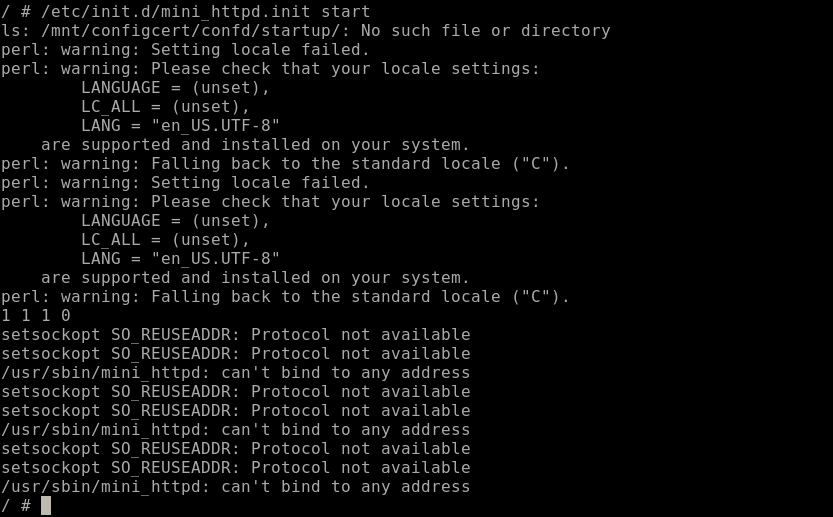 / # /etc/init.d/mini_httpd.init start
ls: /mnt/configcert/confd/startup/: No such file or directory
perl: warning: Setting locale failed.
perl: warning: Please check that your locale settings:
        LANGUAGE = (unset),
        LC_ALL = (unset),
        LANG = "en_US.UTF-8"
    are supported and installed on your system.
perl: warning: Falling back to the standard locale ("C").
perl: warning: Setting locale failed.
perl: warning: Please check that your locale settings:
        LANGUAGE = (unset),
        LC_ALL = (unset),
        LANG = "en_US.UTF-8"
    are supported and installed on your system.
perl: warning: Falling back to the standard locale ("C").
1 1 1 0
setsockopt SO_REUSEADDR: Protocol not available
setsockopt SO_REUSEADDR: Protocol not available
/usr/sbin/mini_httpd: can't bind to any address
setsockopt SO_REUSEADDR: Protocol not available
setsockopt SO_REUSEADDR: Protocol not available
/usr/sbin/mini_httpd: can't bind to any address
setsockopt SO_REUSEADDR: Protocol not available
setsockopt SO_REUSEADDR: Protocol not available
/usr/sbin/mini_httpd: can't bind to any address
/ #